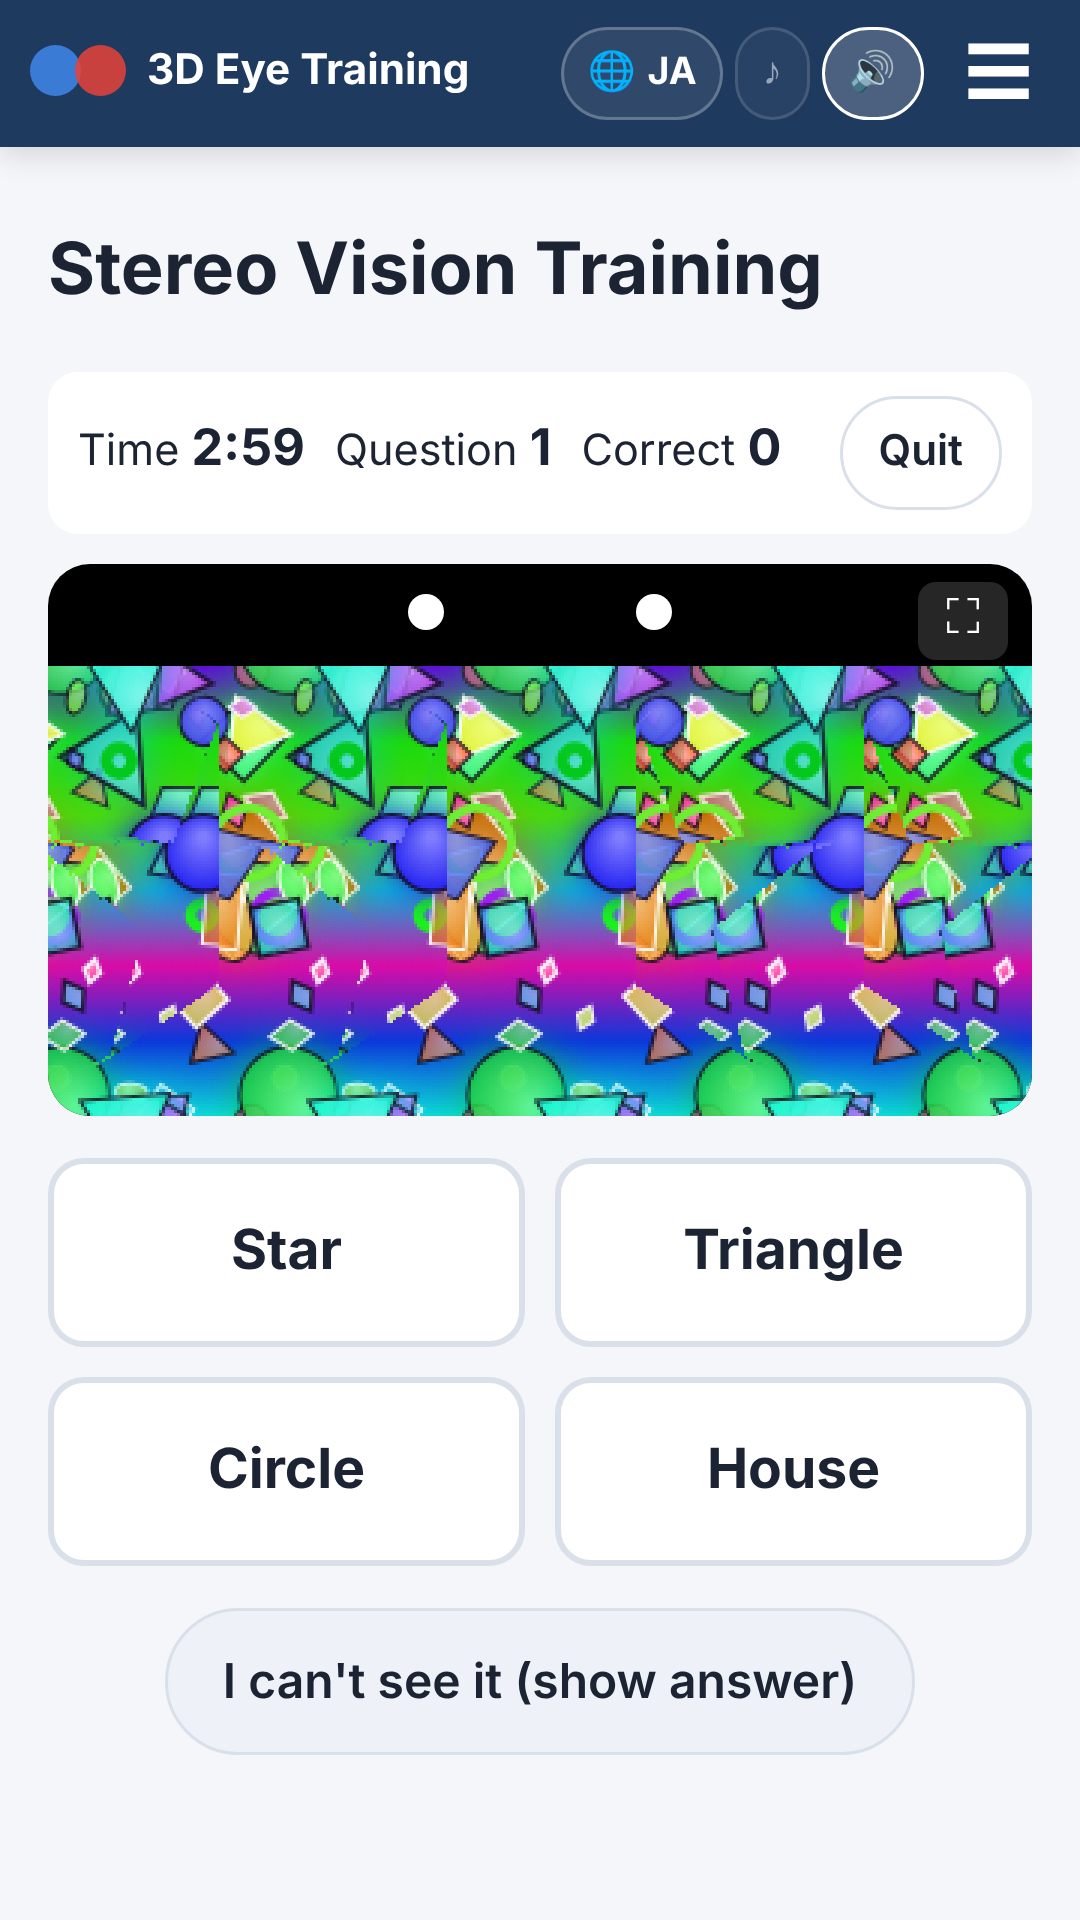 3D Eye Training
JA
Stereo Vision Training
Time 2:59 Question 1 Correct 0
Quit
Star
Triangle
Circle
House
I can't see it (show answer)